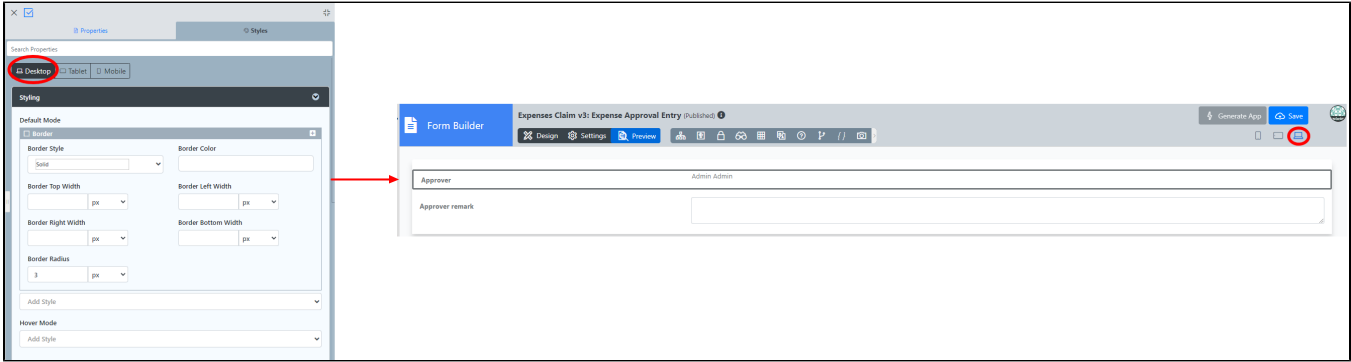 Properties
Styles
Search Properties
Desktop Tablet Mobile
Styling
Default Mode
Border
Border Style Border Color
Solid
Border Top Width Border Left Width
px px
Border Right Width Border Bottom Width
px px
Border Radius
3 px
Add Style
Hover Mode
Add Style
Form Builder
Expenses Claim v3: Expense Approval Entry (Published)
Generate App Save
Design Settings Preview
Approver Admin Admin
Approver remark